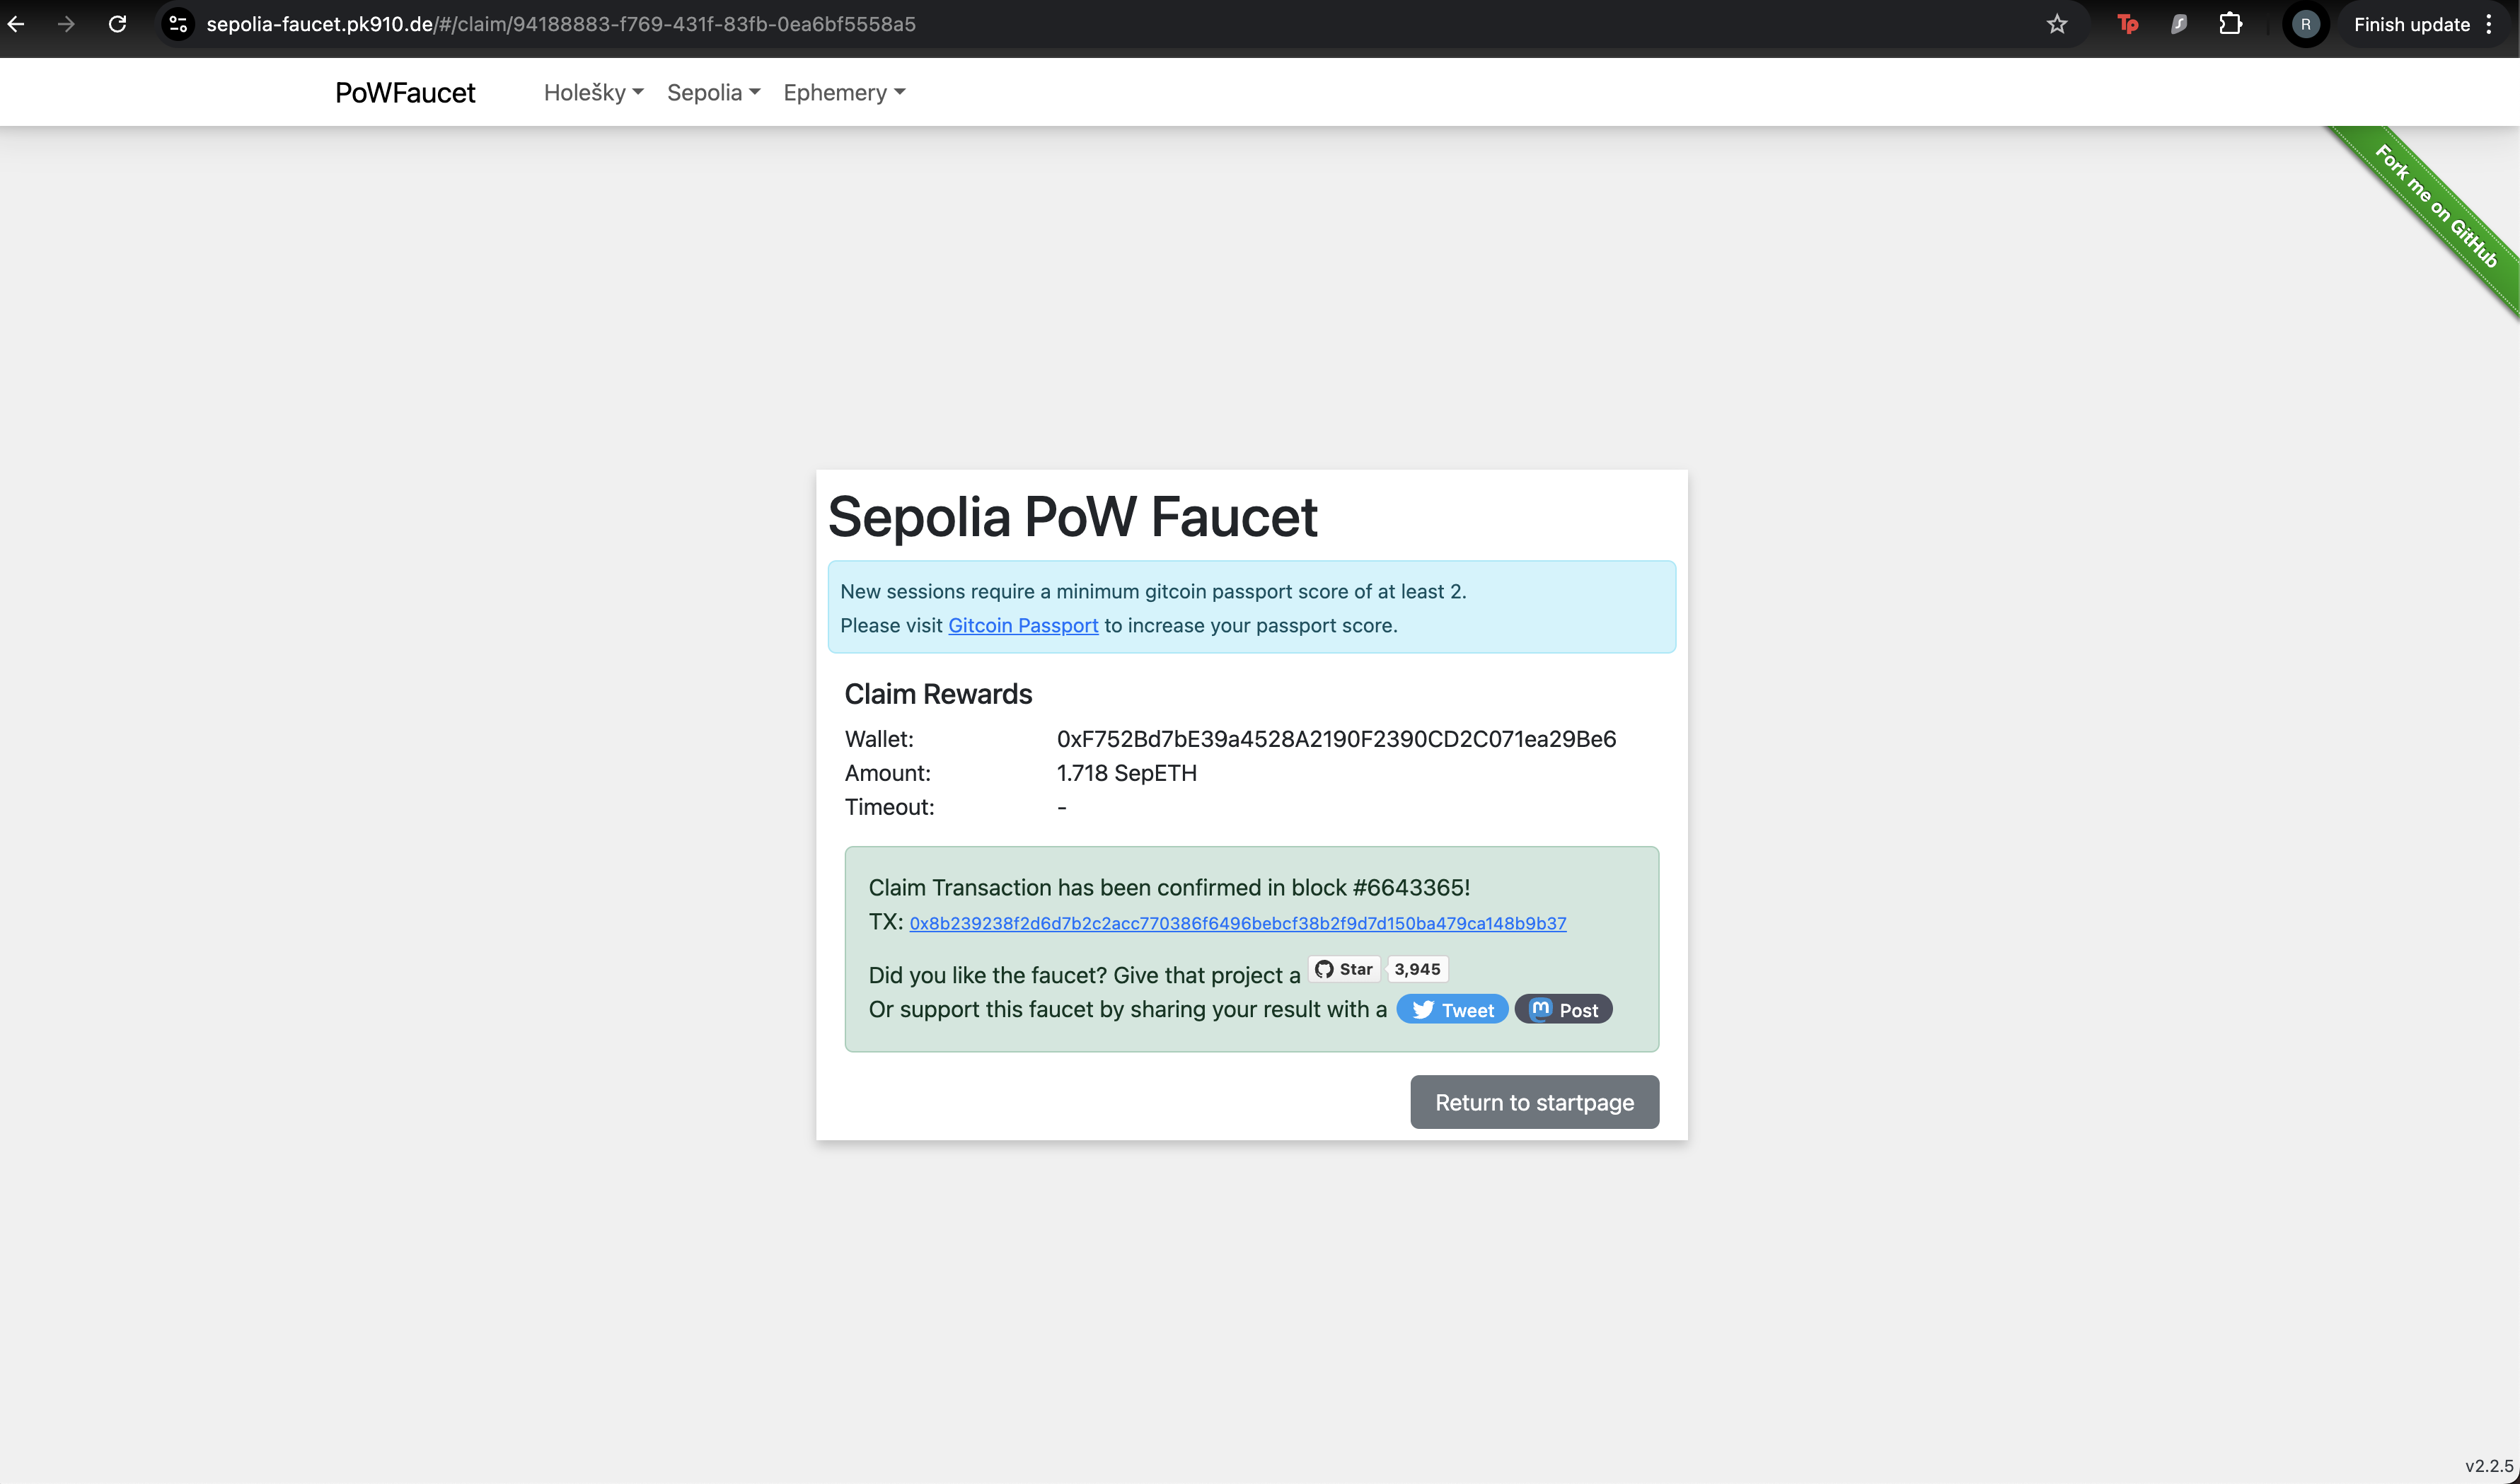 sepolia-faucet.pk910.de/#/claim/94188883-f769-431f-83fb-0ea6bf5558a5
Tp
R
Finish update
PoWFaucet
Holešky
Sepolia
Ephemery
Fork me on GitHub
Sepolia PoW Faucet
New sessions require a minimum gitcoin passport score of at least 2.
Please visit Gitcoin Passport to increase your passport score.
Claim Rewards
Wallet: 0xF752Bd7bE39a4528A2190F2390CD2C071ea29Be6
Amount: 1.718 SepETH
Timeout: -
Claim Transaction has been confirmed in block #6643365!
TX: 0x8b239238f2d6d7b2c2acc770386f6496bebcf38b2f9d7d150ba479ca148b9b37
Did you like the faucet? Give that project a Star 3,945
Or support this faucet by sharing your result with a Tweet Post
Return to startpage
v2.2.5